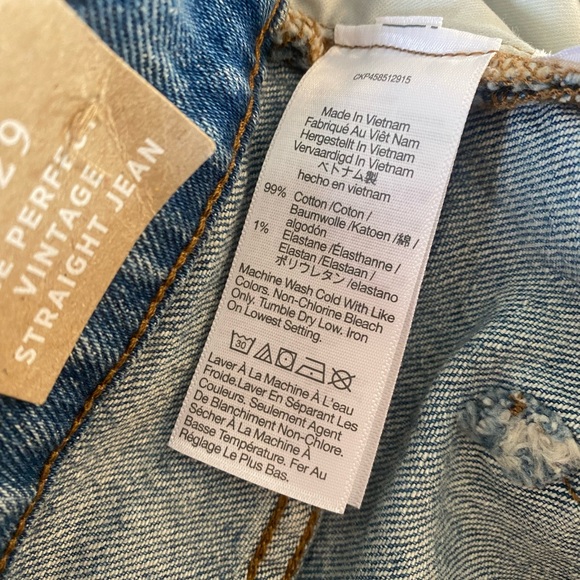 29
E PERFECT
VINTAGE
STRAIGHT JEAN
CKP458512915
Made In Vietnam
Fabriqué Au Viêt Nam
Hergestellt In Vietnam
Vervaardigd In Vietnam
ベトナム製
hecho en vietnam
99% Cotton /Coton /
Baumwolle /Katoen /綿 /
algodón
1% Elastane /Élasthanne /
Elastan /Elastaan /
ポリウレタン /elastano
Machine Wash Cold With Like
Colors. Non-Chlorine Bleach
Only. Tumble Dry Low. Iron
On Lowest Setting.
30
Laver À La Machine À L'eau
Froide.Laver En Séparant Les
Couleurs, Seulement Agent
De Blanchiment Non-Chlore.
Sécher À La Machine À
Basse Température. Fer Au
Réglage Le Plus Bas.